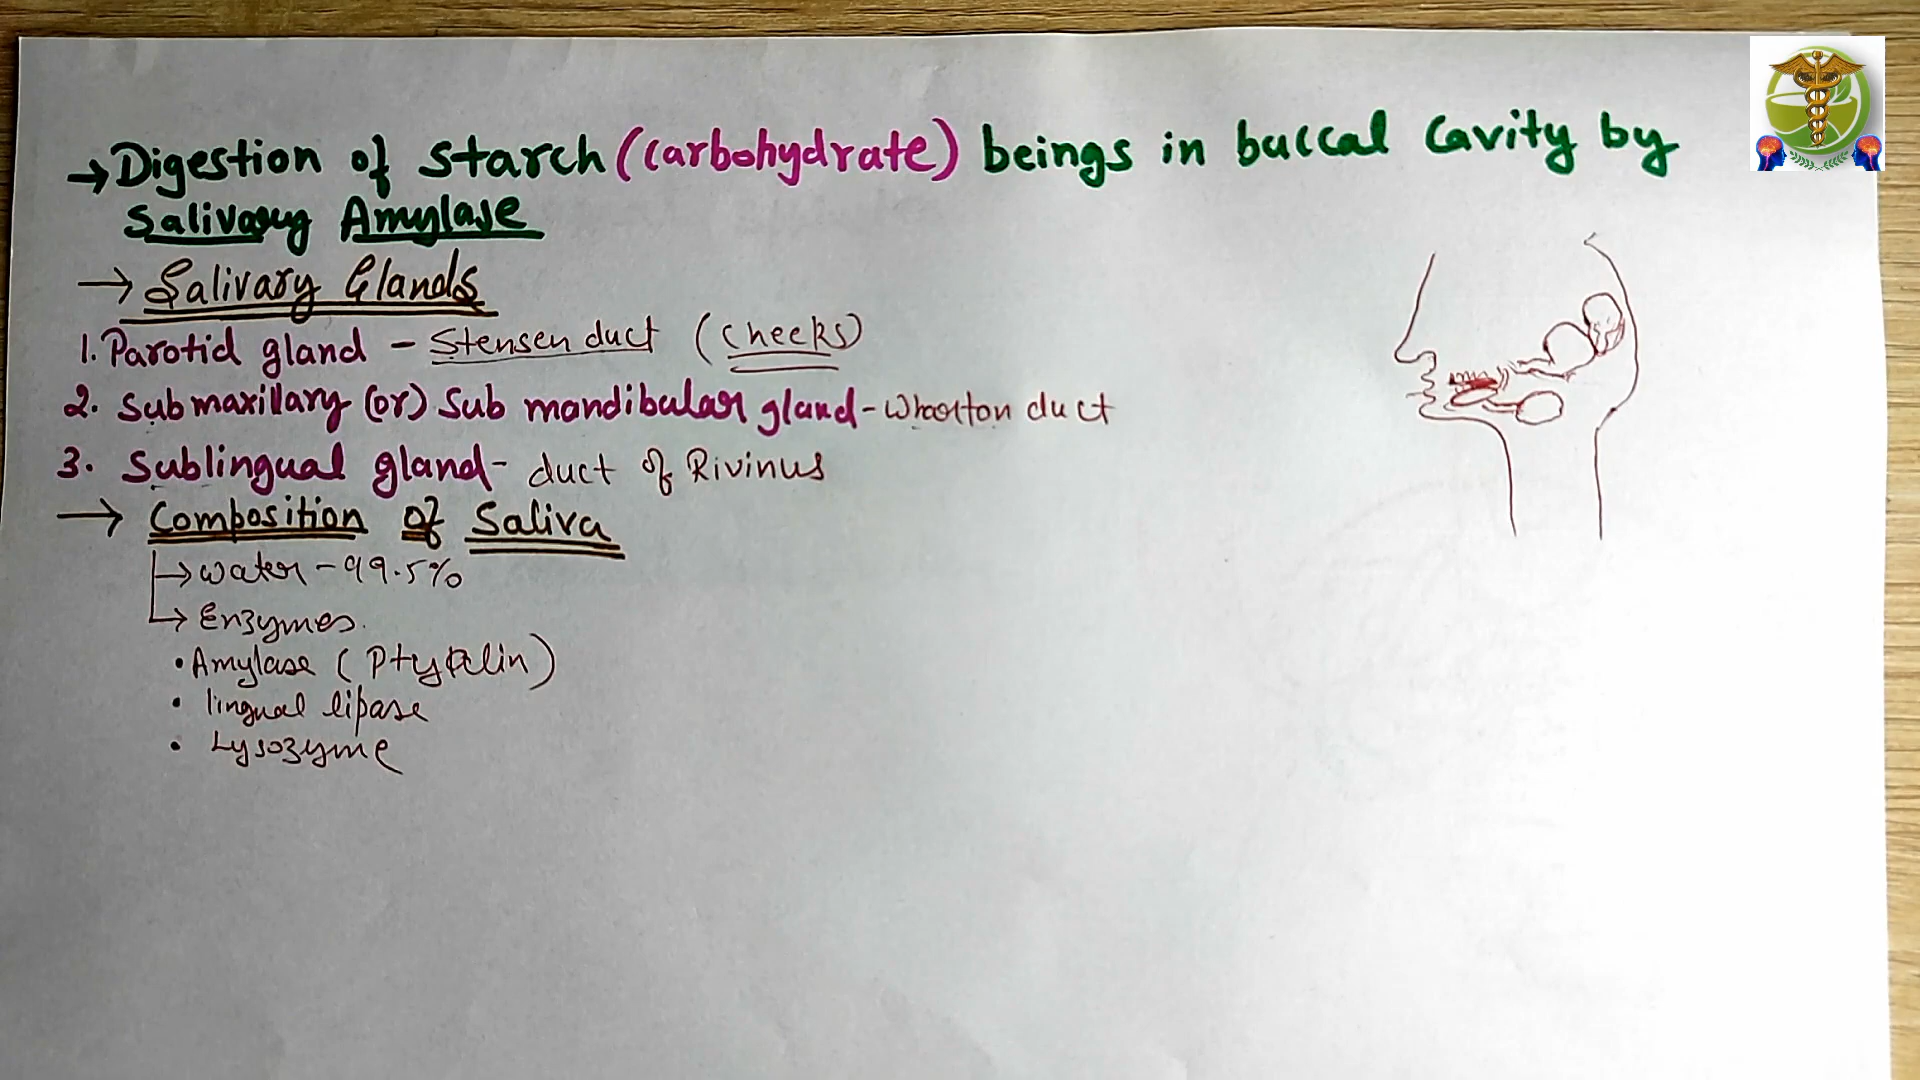 → Digestion of starch (carbohydrate) beings in buccal cavity by
Salivary Amylase
→ Salivary Glands
1. Parotid gland - Stensen duct (cheeks)
2. Submaxillary (or) Sub mandibular gland - Wharton duct
3. Sublingual gland - duct of Rivinus
→ Composition of Saliva
→ water - 99.5%
→ Enzymes.
• Amylase (Ptyalin)
• lingual lipase
• Lysozyme